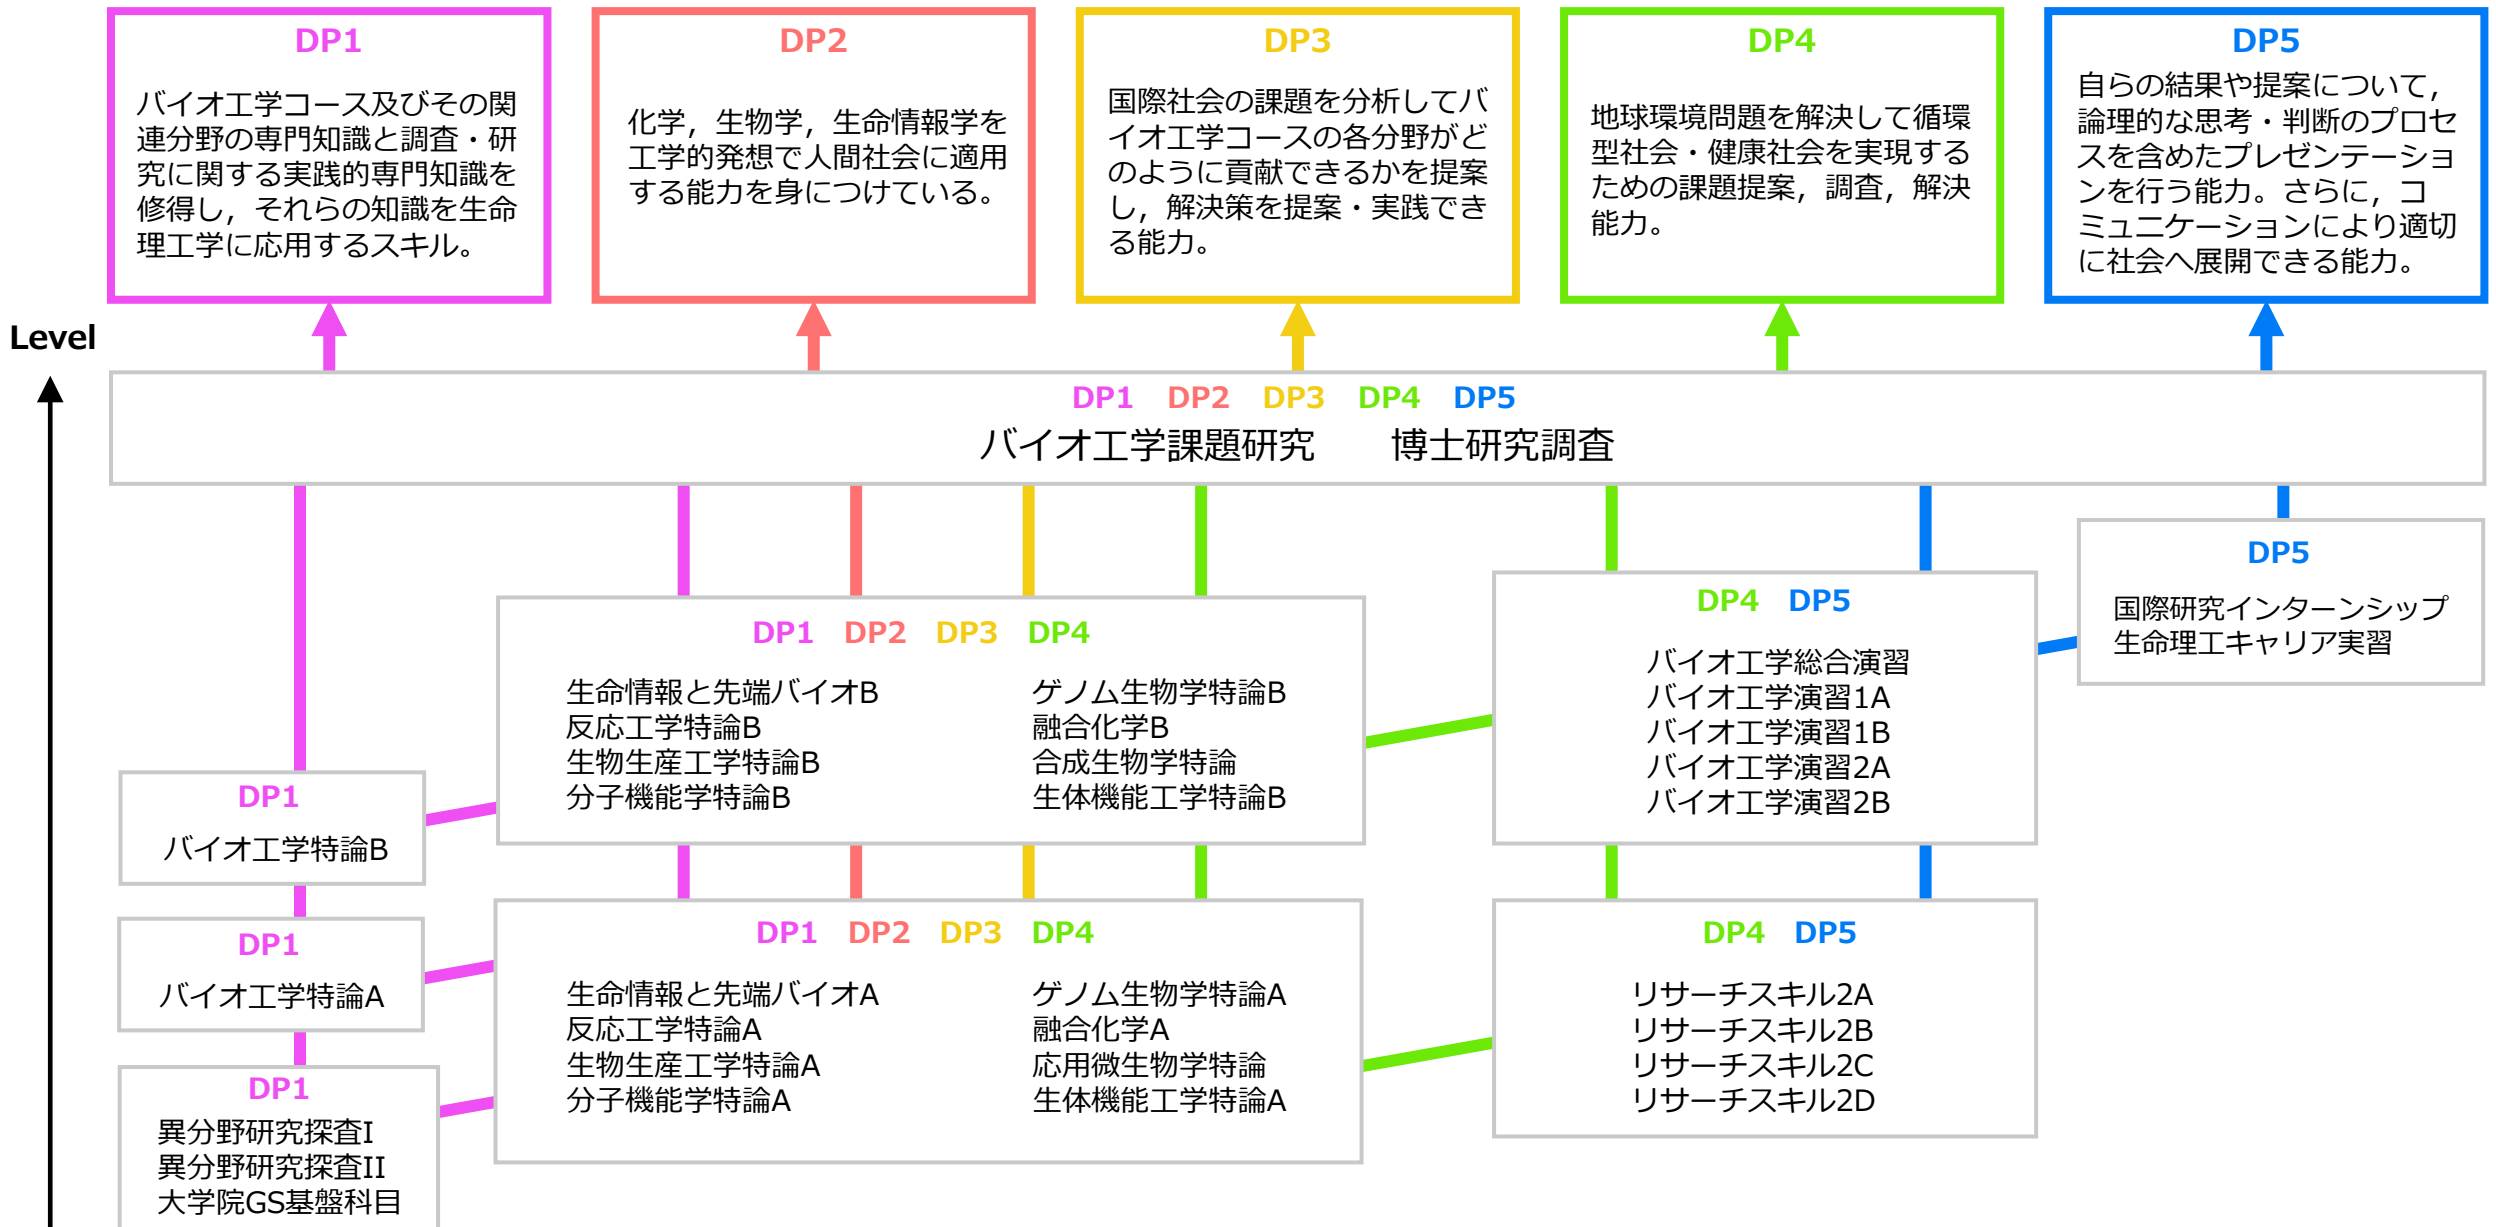 DP1
バイオ工学コース及びその関
連分野の専門知識と調査・研
究に関する実践的専門知識を
修得し，それらの知識を生命
理工学に応用するスキル。
DP2
化学，生物学，生命情報学を
工学的発想で人間社会に適用
する能力を身につけている。
DP3
国際社会の課題を分析してバ
イオ工学コースの各分野がど
のように貢献できるかを提案
し，解決策を提案・実践でき
る能力。
DP4
地球環境問題を解決して循環
型社会・健康社会を実現する
ための課題提案，調査，解決
能力。
DP5
自らの結果や提案について，
論理的な思考・判断のプロセ
スを含めたプレゼンテーショ
ンを行う能力。さらに，コ
ミュニケーションにより適切
に社会へ展開できる能力。
Level
DP1 DP2 DP3 DP4 DP5
バイオ工学課題研究　博士研究調査
DP5
国際研究インターンシップ
生命理工キャリア実習
DP4 DP5
バイオ工学総合演習
バイオ工学演習1A
バイオ工学演習1B
バイオ工学演習2A
バイオ工学演習2B
DP1 DP2 DP3 DP4
生命情報と先端バイオB
反応工学特論B
生物生産工学特論B
分子機能学特論B
ゲノム生物学特論B
融合化学B
合成生物学特論
生体機能工学特論B
DP1
バイオ工学特論B
DP1
バイオ工学特論A
DP1 DP2 DP3 DP4
生命情報と先端バイオA
反応工学特論A
生物生産工学特論A
分子機能学特論A
ゲノム生物学特論A
融合化学A
応用微生物学特論
生体機能工学特論A
DP4 DP5
リサーチスキル2A
リサーチスキル2B
リサーチスキル2C
リサーチスキル2D
DP1
異分野研究探査I
異分野研究探査II
大学院GS基盤科目